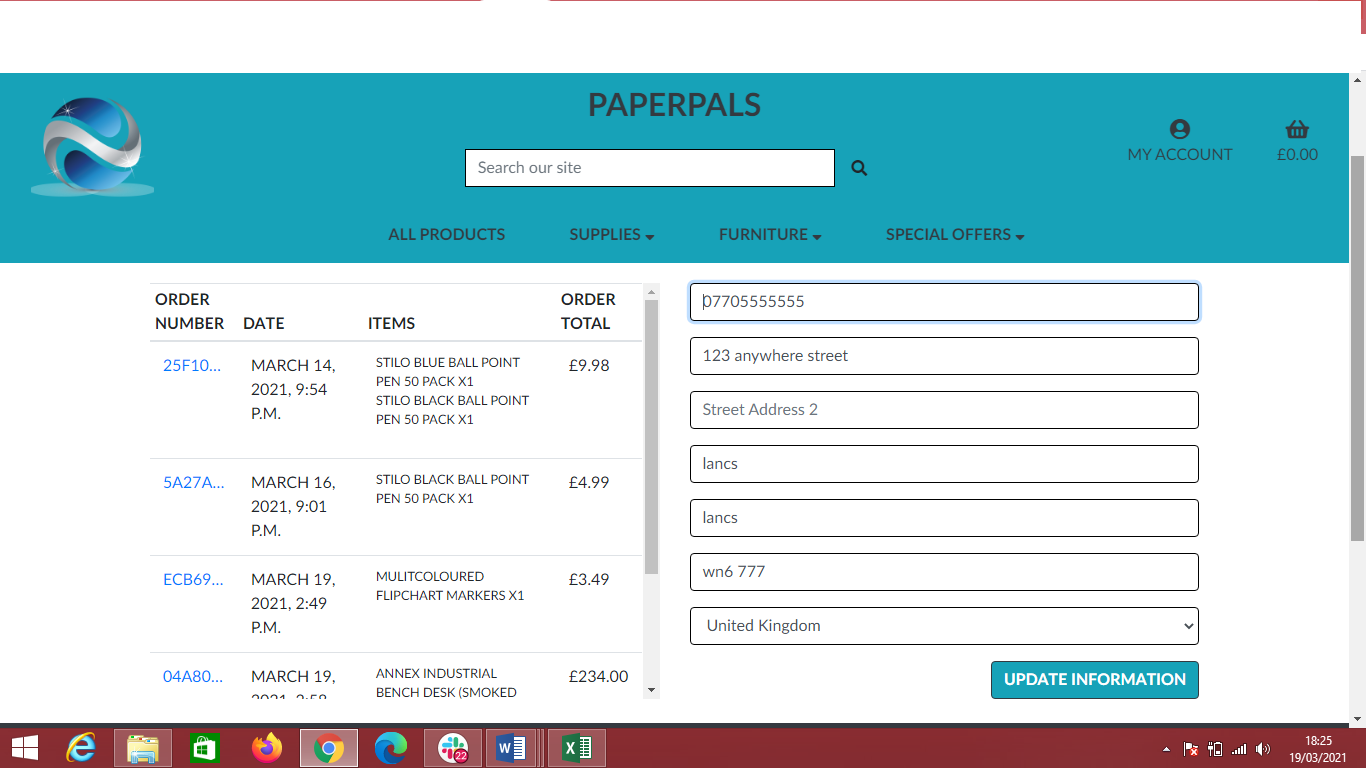 PAPERPALS
Search our site
MY ACCOUNT
£0.00
ALL PRODUCTS
SUPPLIES
FURNITURE
SPECIAL OFFERS
ORDER
NUMBER
DATE
ITEMS
ORDER
TOTAL
25F10...
MARCH 14,
2021, 9:54
P.M.
STILO BLUE BALL POINT
PEN 50 PACK X1
STILO BLACK BALL POINT
PEN 50 PACK X1
£9.98
5A27A...
MARCH 16,
2021, 9:01
P.M.
STILO BLACK BALL POINT
PEN 50 PACK X1
£4.99
ECB69...
MARCH 19,
2021, 2:49
P.M.
MULITCOLOURED
FLIPCHART MARKERS X1
£3.49
04A80...
MARCH 19,
2021, 2:58
ANNEX INDUSTRIAL
BENCH DESK (SMOKED
£234.00
07705555555
123 anywhere street
Street Address 2
lancs
lancs
wn6 777
United Kingdom
UPDATE INFORMATION
22
18:25
19/03/2021